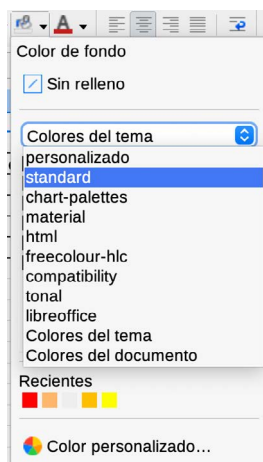 A
Color de fondo
Sin relleno
Colores del tema
personalizado
standard
chart-palettes
material
html
freecolour-hlc
compatibility
tonal
libreoffice
Colores del tema
Colores del documento
Recientes
Color personalizado...